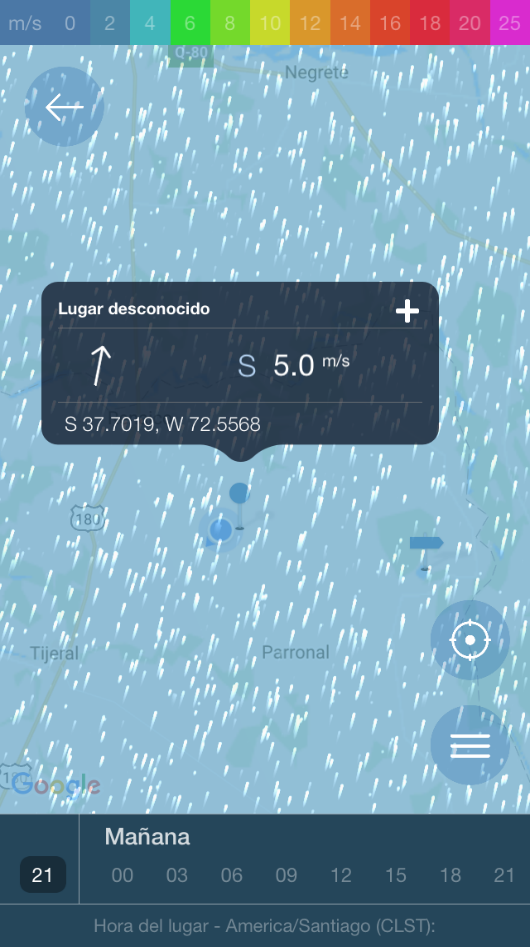 m/s 0 2 4 6 8 10 12 14 16 18 20 25
Q-80
Negrete
Lugar desconocido
S 5.0 m/s
S 37.7019, W 72.5568
180
Tijeral
Parronal
Google
Mañana
21 00 03 06 09 12 15 18 21
Hora del lugar - America/Santiago (CLST):